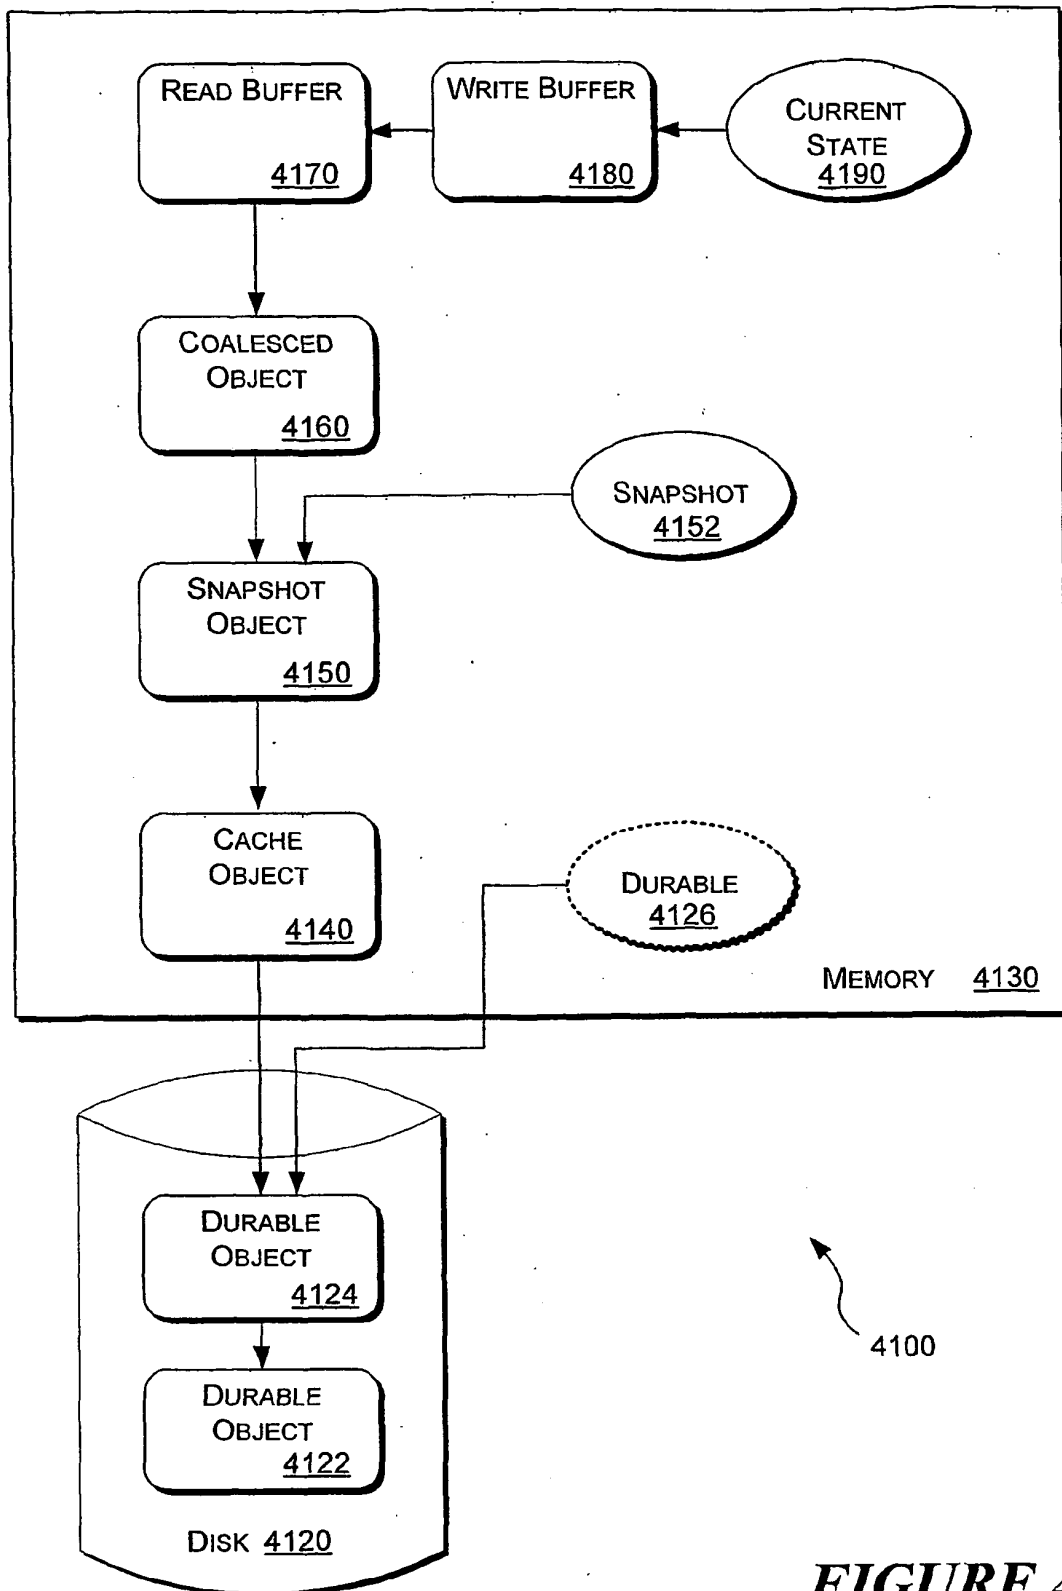 READ BUFFER
4170
WRITE BUFFER
4180
CURRENT
STATE
4190
COALESCED
OBJECT
4160
SNAPSHOT
4152
SNAPSHOT
OBJECT
4150
CACHE
OBJECT
4140
DURABLE
4126
MEMORY 4130
DURABLE
OBJECT
4124
4100
DURABLE
OBJECT
4122
DISK 4120
FIGURE